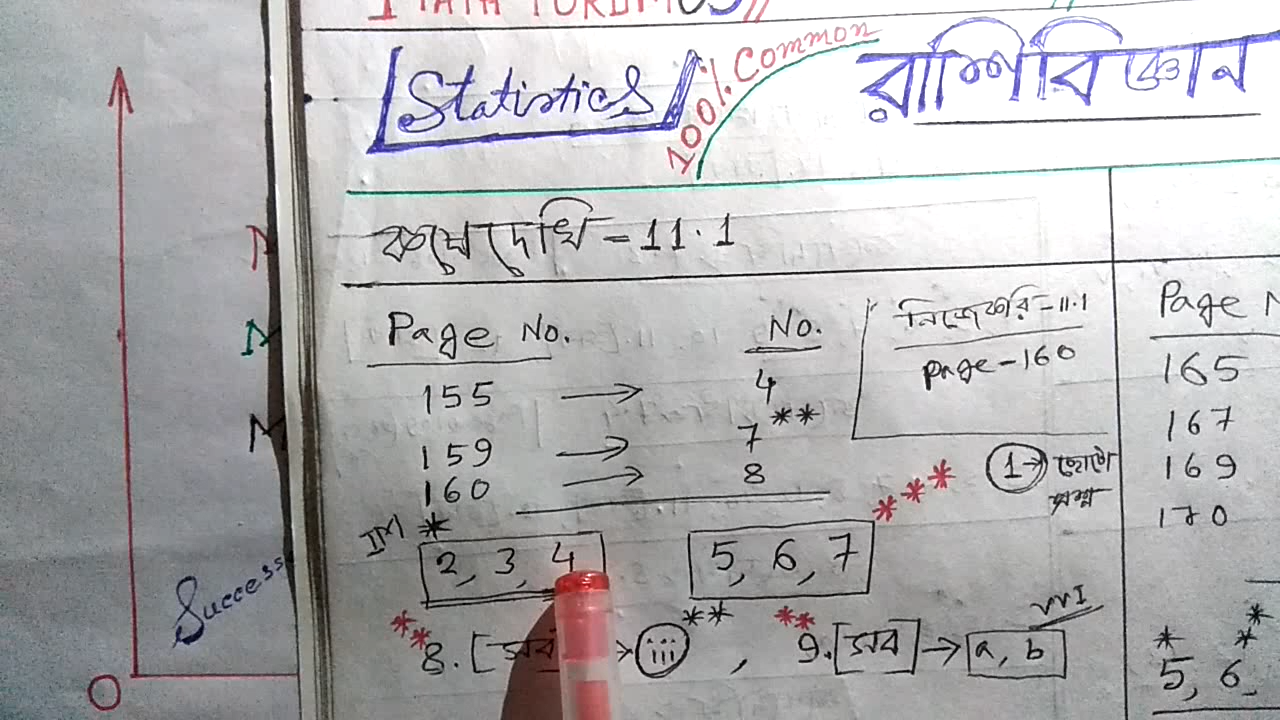 Statistics
100% Common
রাশিবিজ্ঞান
কষে দেখি - 11.1
Page No. No.
155 → 4
159 → 7 **
160 → 8
নিজে করি - 11.1
Page - 160
1 →
IM *
2, 3, 4
5, 6, 7 ***
** 8. [সব → iii **, ** 9. [সব] → a, b
VVI
Page N
165
167
169
170
* * *
5, 6,
Success
O